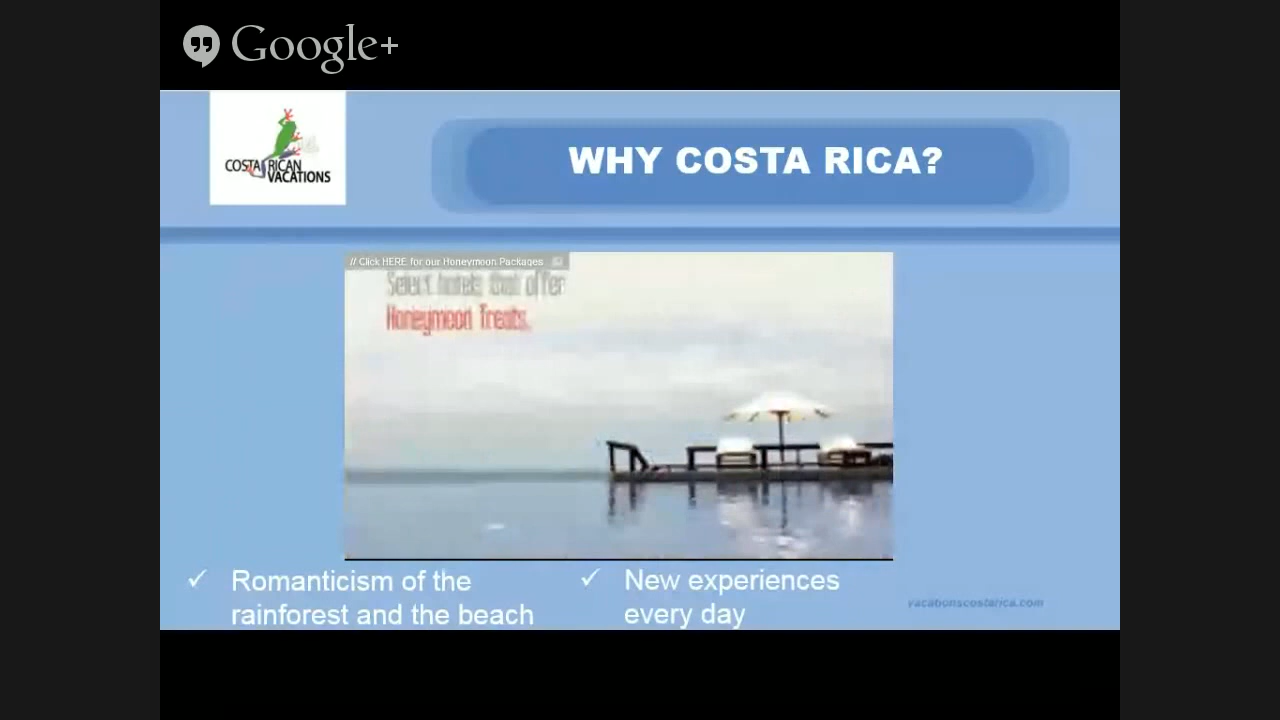 Google+
COSTA RICAN
VACATIONS
WHY COSTA RICA?
// Click HERE for our Honeymoon Packages
Select hotels that offer
Honeymoon Treats.
✓ Romanticism of the
rainforest and the beach
✓ New experiences
every day
vacationscostarica.com